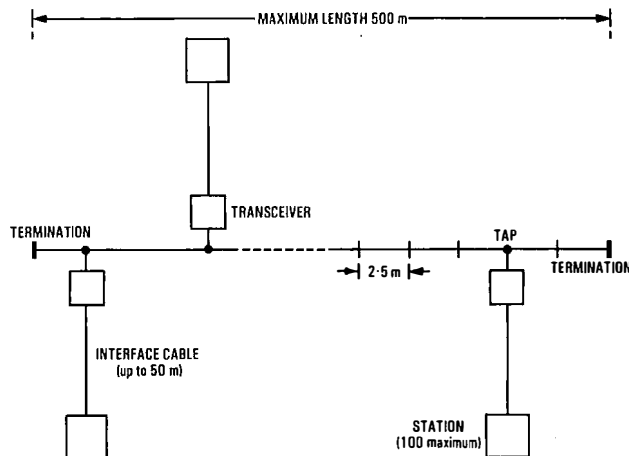 MAXIMUM LENGTH 500 m
TRANSCEIVER
TERMINATION
TAP
TERMINATION
2·5 m
INTERFACE CABLE
(up to 50 m)
STATION
(100 maximum)